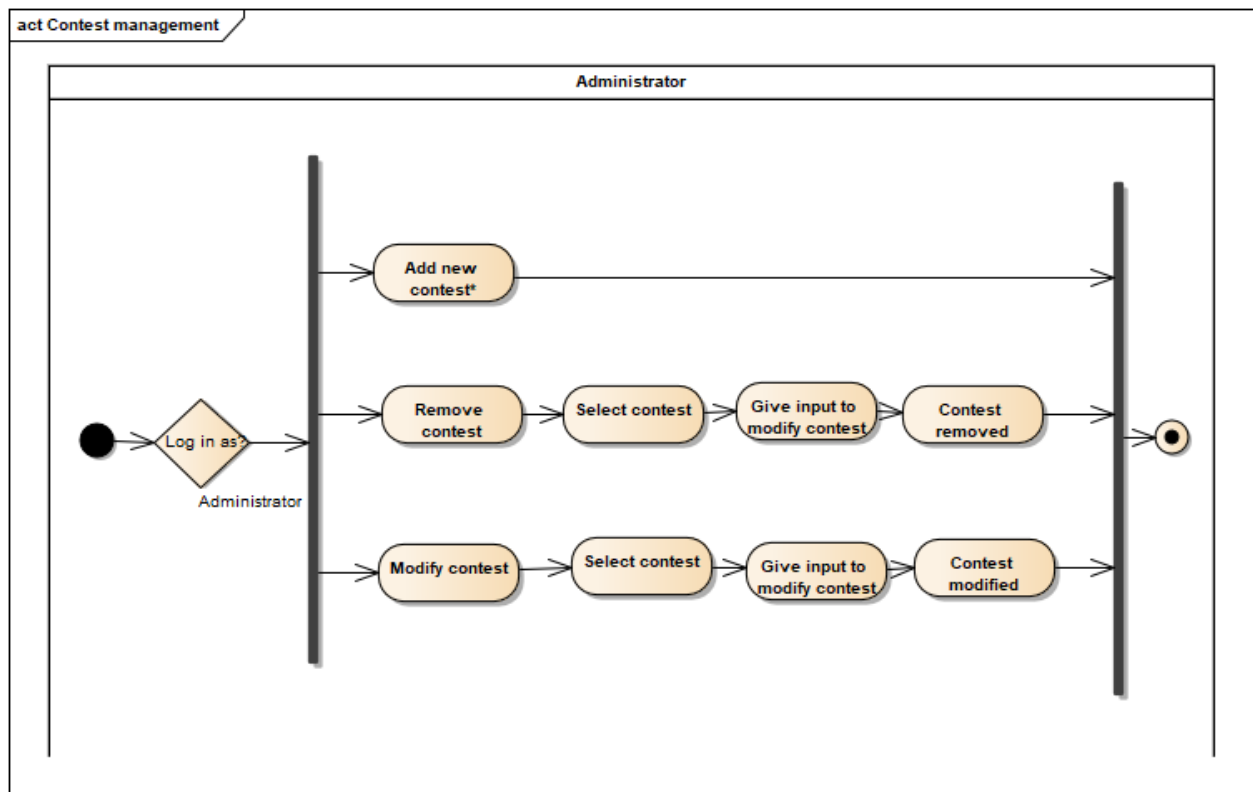 act Contest management
Administrator
Add new
contest*
Remove
contest
Select contest
Give input to
modify contest
Contest
removed
Log in as?
Administrator
Modify contest
Select contest
Give input to
modify contest
Contest
modified